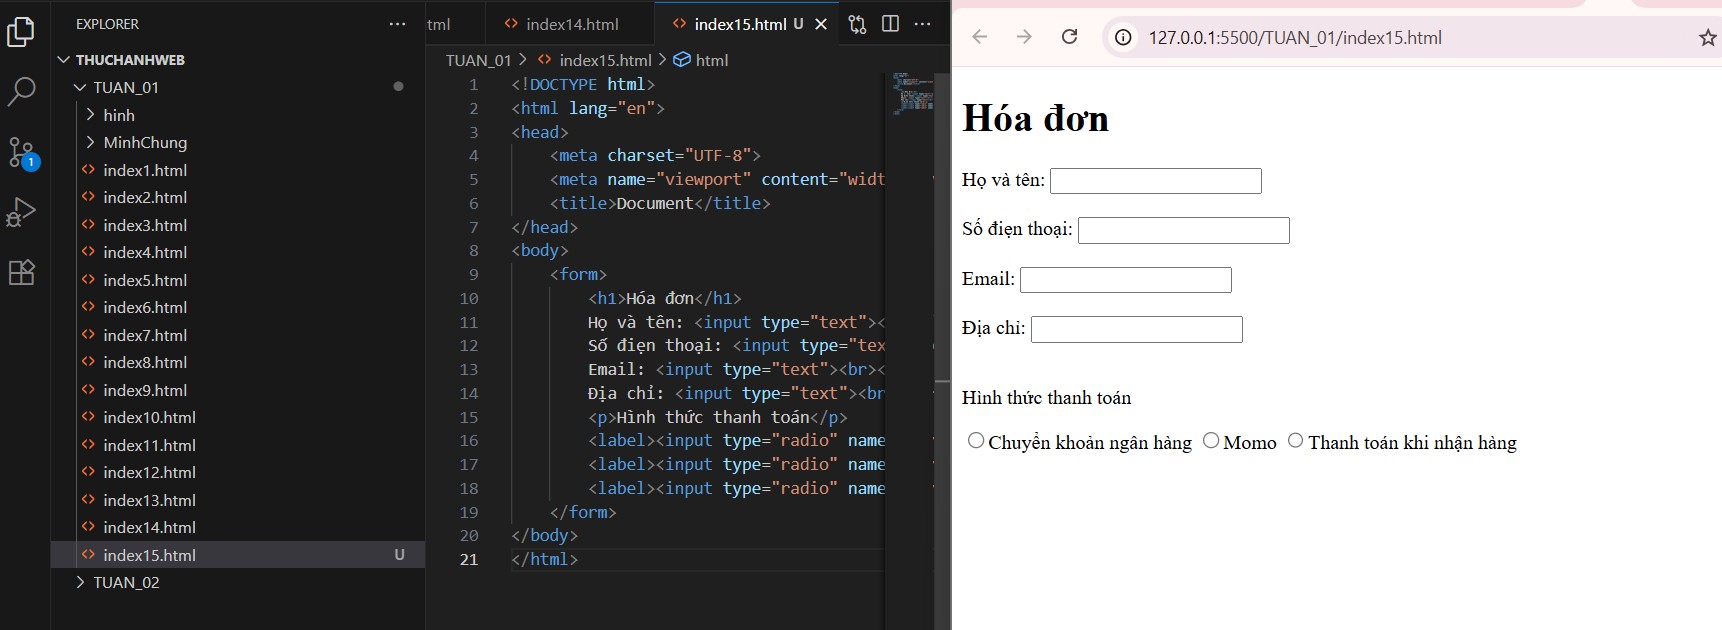 EXPLORER
THUCHANHWEB
TUAN_01
hinh
MinhChung
index1.html
index2.html
index3.html
index4.html
index5.html
index6.html
index7.html
index8.html
index9.html
index10.html
index11.html
index12.html
index13.html
index14.html
index15.html U
TUAN_02
1
tml index14.html index15.html U
TUAN_01 > index15.html > html
1 <!DOCTYPE html>
2 <html lang="en">
3 <head>
4 <meta charset="UTF-8">
5 <meta name="viewport" content="widt
6 <title>Document</title>
7 </head>
8 <body>
9 <form>
10 <h1>Hóa đơn</h1>
11 Họ và tên: <input type="text"><
12 Số điẹn thoại: <input type="tex
13 Email: <input type="text"><br><
14 Địa chỉ: <input type="text"><br
15 <p>Hình thức thanh toán</p>
16 <label><input type="radio" name
17 <label><input type="radio" name
18 <label><input type="radio" name
19 </form>
20 </body>
21 </html>
127.0.0.1:5500/TUAN_01/index15.html
Hóa đơn
Họ và tên:
Số điẹn thoại:
Email:
Địa chỉ:
Hình thức thanh toán
Chuyển khoản ngân hàng Momo Thanh toán khi nhận hàng